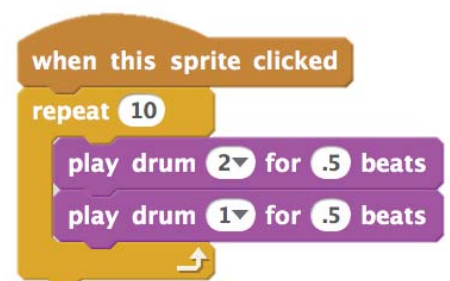 when this sprite clicked
repeat 10
play drum 2 for .5 beats
play drum 1 for .5 beats